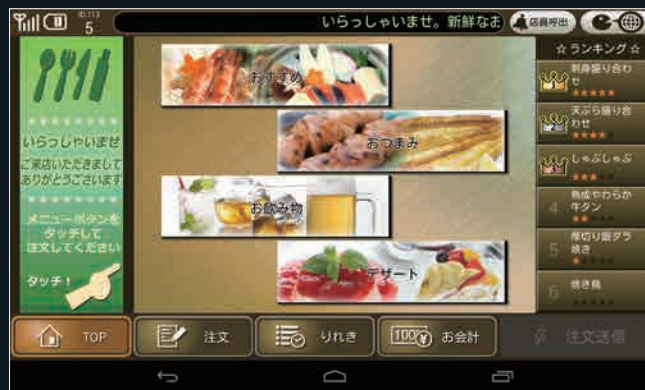 ID:113
5
いらっしゃいませ。新鮮なお
店員呼出
いらっしゃいませ
ご来店いただきまして
ありがとうございます
メニューボタンを
タッチして
注文してください
タッチ!
おすすめ
おつまみ
お飲み物
デザート
☆ランキング☆
刺身盛り合わ
せ
★★★★★
天ぷら盛り合
わせ
★★★★
しゃぶしゃぶ
★★★
4
熟成やわらか
牛タン
★★
5
厚切り銀ダラ
焼き
★
6
焼き鳥
TOP
注文
りれき
1000
¥
お会計
注文送信